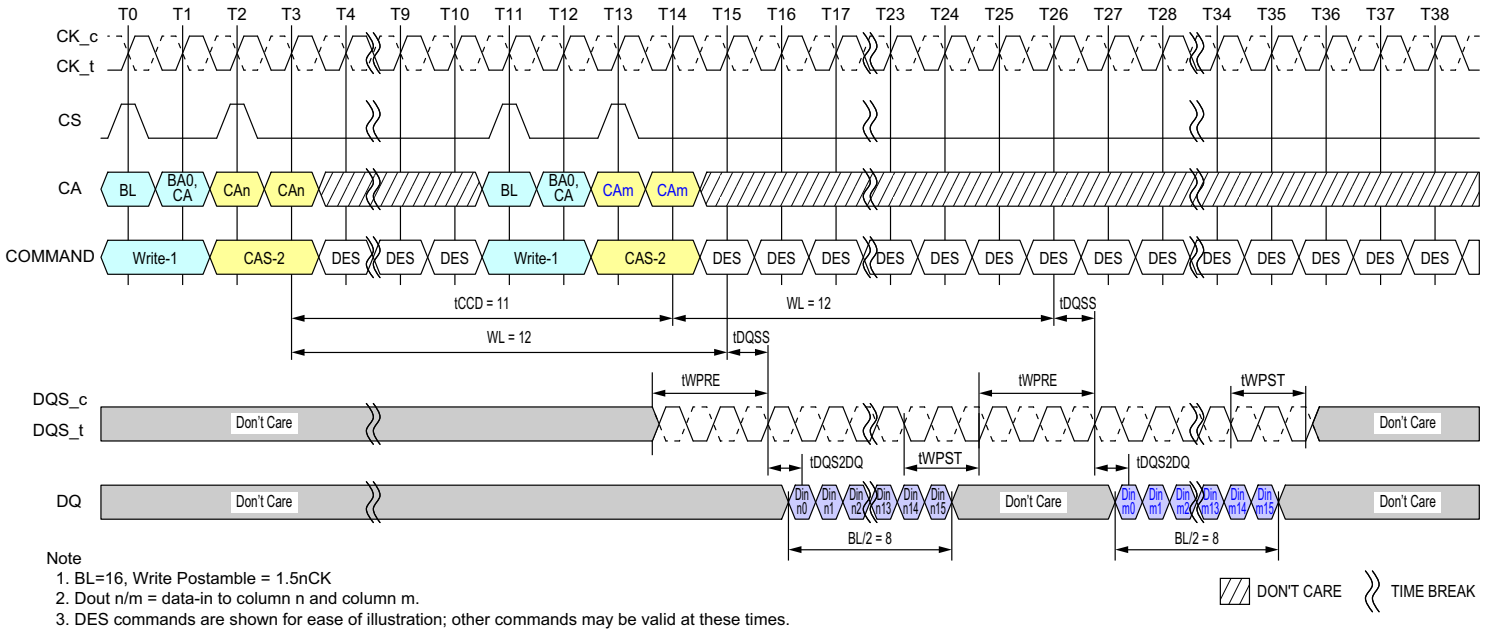 T0 T1 T2 T3 T4 T9 T10 T11 T12 T13 T14 T15 T16 T17 T23 T24 T25 T26 T27 T28 T34 T35 T36 T37 T38
CK_c
CK_t
CS
CA BL BA0, CA CAn CAn BL BA0, CA CAm CAm
COMMAND Write-1 CAS-2 DES DES DES Write-1 CAS-2 DES DES DES DES DES DES DES DES DES DES DES DES DES DES
tCCD = 11 WL = 12 tDQSS
WL = 12 tDQSS
tWPRE tWPRE tWPST
DQS_c
DQS_t Don't Care Don't Care
tDQS2DQ tWPST tDQS2DQ
DQ Don't Care Din n0 Din n1 Din n2 Din n13 Din n14 Din n15 Don't Care Din m0 Din m1 Din m2 Din m13 Din m14 Din m15 Don't Care
BL/2 = 8 BL/2 = 8
Note
1. BL=16, Write Postamble = 1.5nCK
2. Dout n/m = data-in to column n and column m.
3. DES commands are shown for ease of illustration; other commands may be valid at these times.
DON'T CARE TIME BREAK